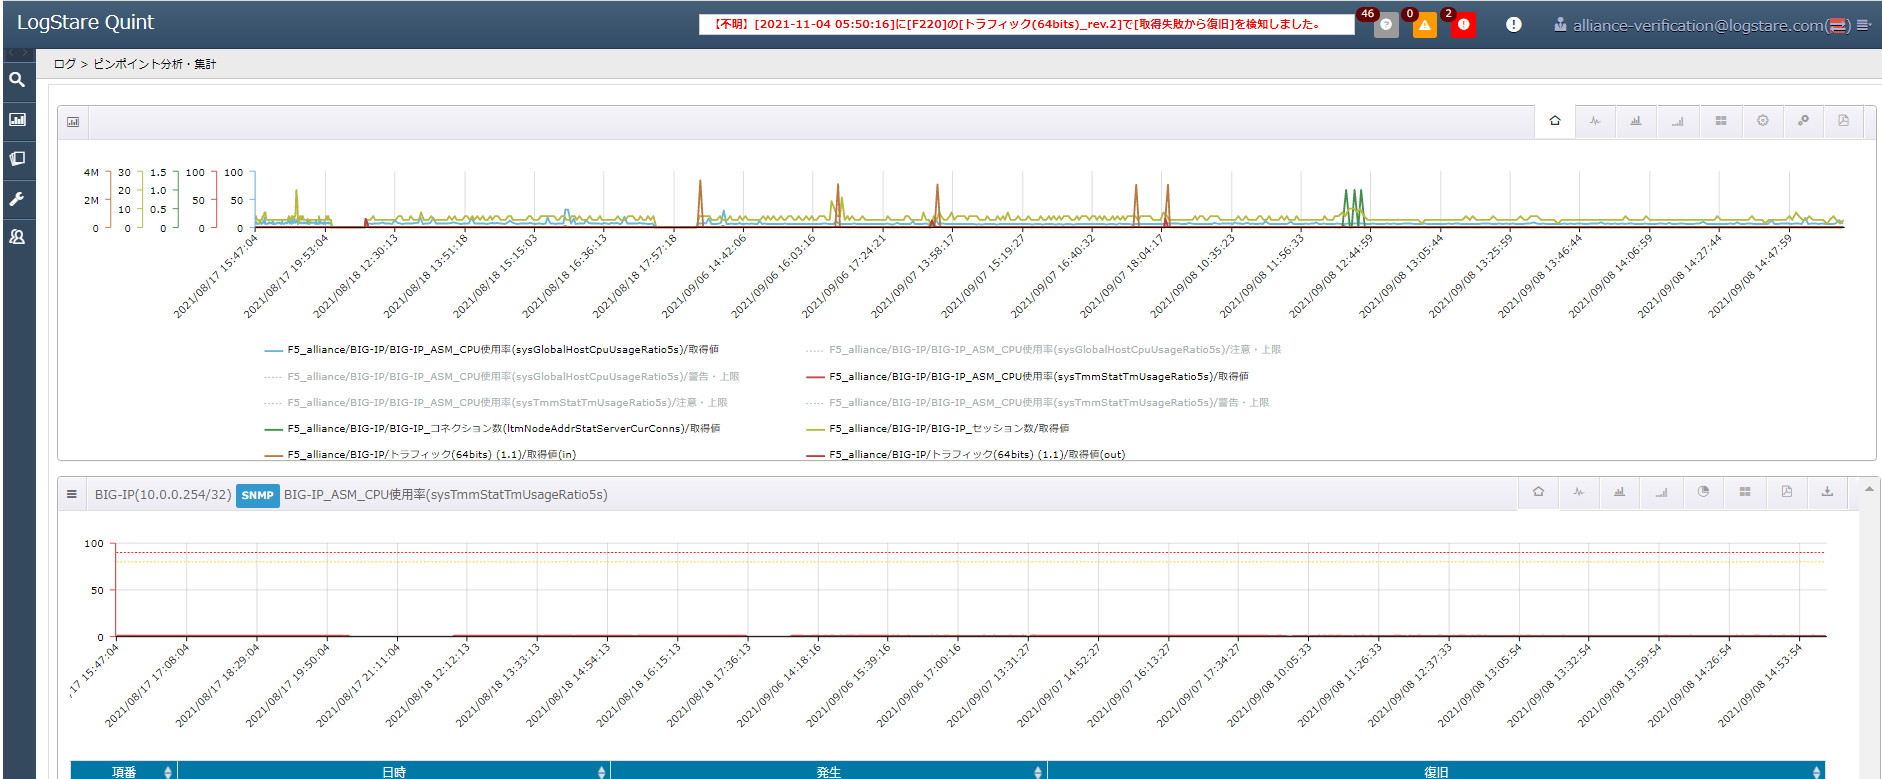 LogStare Quint
【不明】[2021-11-04 05:50:16]に[F220]の[トラフィック(64bits)_rev.2]で[取得失敗から復旧]を検知しました。
46
0
2
alliance-verification@logstare.com
ログ > ピンポイント分析・集計
4M 30 1.5 100 100
20 1.0
2M 50 50
10 0.5
0 0 0 0 0
2021/08/17 15:47:04
2021/08/17 19:53:04
2021/08/18 12:30:13
2021/08/18 13:51:18
2021/08/18 15:15:03
2021/08/18 16:36:13
2021/08/18 17:57:18
2021/09/06 14:42:06
2021/09/06 16:03:16
2021/09/06 17:24:21
2021/09/07 13:58:17
2021/09/07 15:19:27
2021/09/07 16:40:32
2021/09/07 18:04:17
2021/09/08 10:35:23
2021/09/08 11:56:33
2021/09/08 12:44:59
2021/09/08 13:05:44
2021/09/08 13:25:59
2021/09/08 13:46:44
2021/09/08 14:06:59
2021/09/08 14:27:44
2021/09/08 14:47:59
F5_alliance/BIG-IP/BIG-IP_ASM_CPU使用率(sysGlobalHostCpuUsageRatio5s)/取得値
F5_alliance/BIG-IP/BIG-IP_ASM_CPU使用率(sysGlobalHostCpuUsageRatio5s)/注意・上限
F5_alliance/BIG-IP/BIG-IP_ASM_CPU使用率(sysGlobalHostCpuUsageRatio5s)/警告・上限
F5_alliance/BIG-IP/BIG-IP_ASM_CPU使用率(sysTmmStatTmUsageRatio5s)/取得値
F5_alliance/BIG-IP/BIG-IP_ASM_CPU使用率(sysTmmStatTmUsageRatio5s)/注意・上限
F5_alliance/BIG-IP/BIG-IP_ASM_CPU使用率(sysTmmStatTmUsageRatio5s)/警告・上限
F5_alliance/BIG-IP/BIG-IP_コネクション数(ltmNodeAddrStatServerCurConns)/取得値
F5_alliance/BIG-IP/BIG-IP_セッション数/取得値
F5_alliance/BIG-IP/トラフィック(64bits) (1.1)/取得値(in)
F5_alliance/BIG-IP/トラフィック(64bits) (1.1)/取得値(out)
BIG-IP(10.0.0.254/32) SNMP BIG-IP_ASM_CPU使用率(sysTmmStatTmUsageRatio5s)
100
50
0
/17 15:47:04
2021/08/17 17:08:04
2021/08/17 18:29:04
2021/08/17 19:50:04
2021/08/17 21:11:04
2021/08/18 12:12:13
2021/08/18 13:33:13
2021/08/18 14:54:13
2021/08/18 16:15:13
2021/08/18 17:36:13
2021/09/06 14:18:16
2021/09/06 15:39:16
2021/09/06 17:00:16
2021/09/07 13:31:27
2021/09/07 14:52:27
2021/09/07 16:13:27
2021/09/07 17:34:27
2021/09/08 10:05:33
2021/09/08 11:26:33
2021/09/08 12:37:33
2021/09/08 13:05:54
2021/09/08 13:32:54
2021/09/08 13:59:54
2021/09/08 14:26:54
2021/09/08 14:53:54
項番 日時 発生 復旧